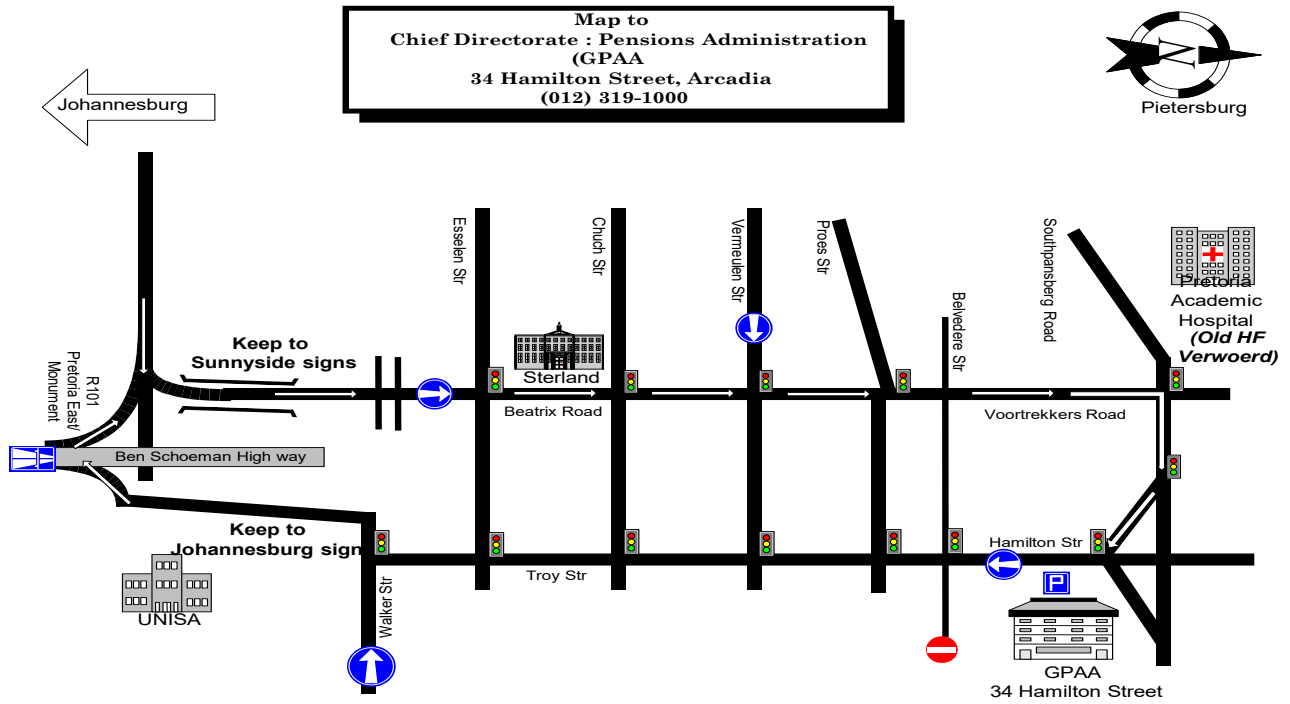 Map to
Chief Directorate : Pensions Administration
(GPAA
34 Hamilton Street, Arcadia
(012) 319-1000
N
Pietersburg
Johannesburg
Esselen Str
Chuch Str
Vermeulen Str
Proes Str
Belvedere Str
Southpansberg Road
Pretoria
Academic
Hospital
(Old HF
Verwoerd)
Keep to
Sunnyside signs
R101
Pretoria East/
Monument
Sterland
Beatrix Road
Voortrekkers Road
Ben Schoeman High way
Keep to
Johannesburg sign
UNISA
Walker Str
Troy Str
Hamilton Str
P
GPAA
34 Hamilton Street